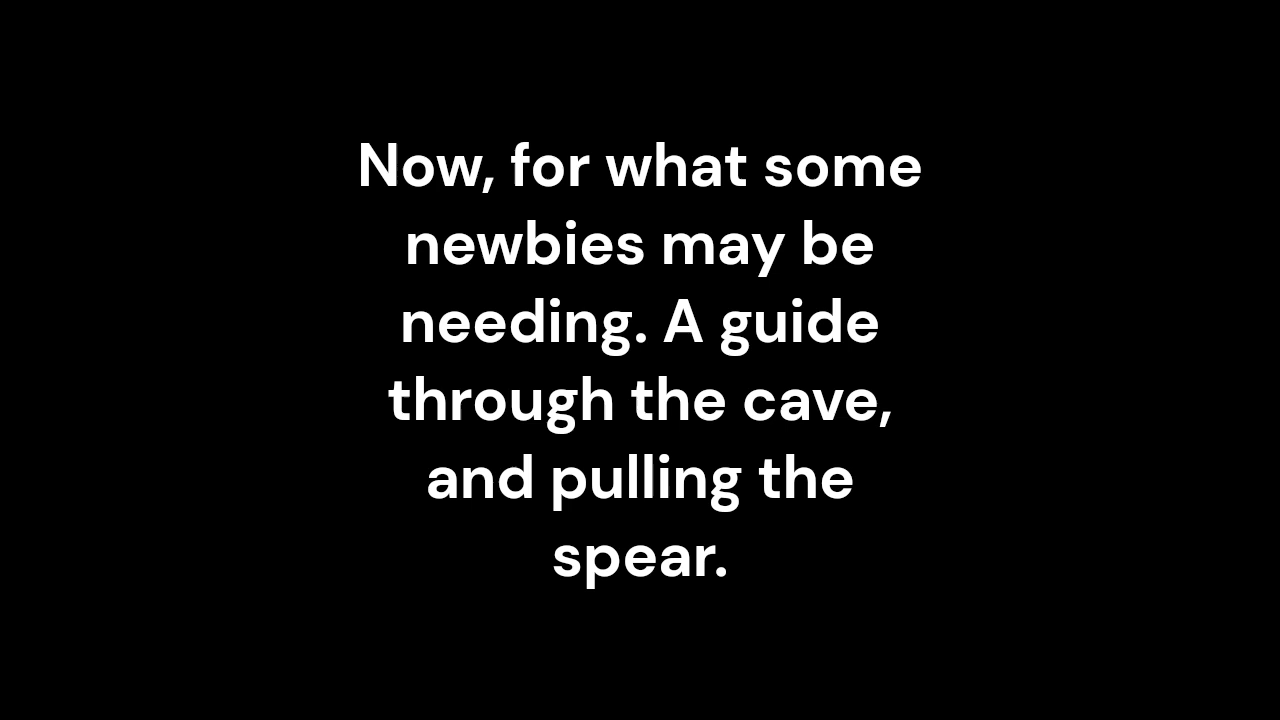 Now, for what some
newbies may be
needing. A guide
through the cave,
and pulling the
spear.